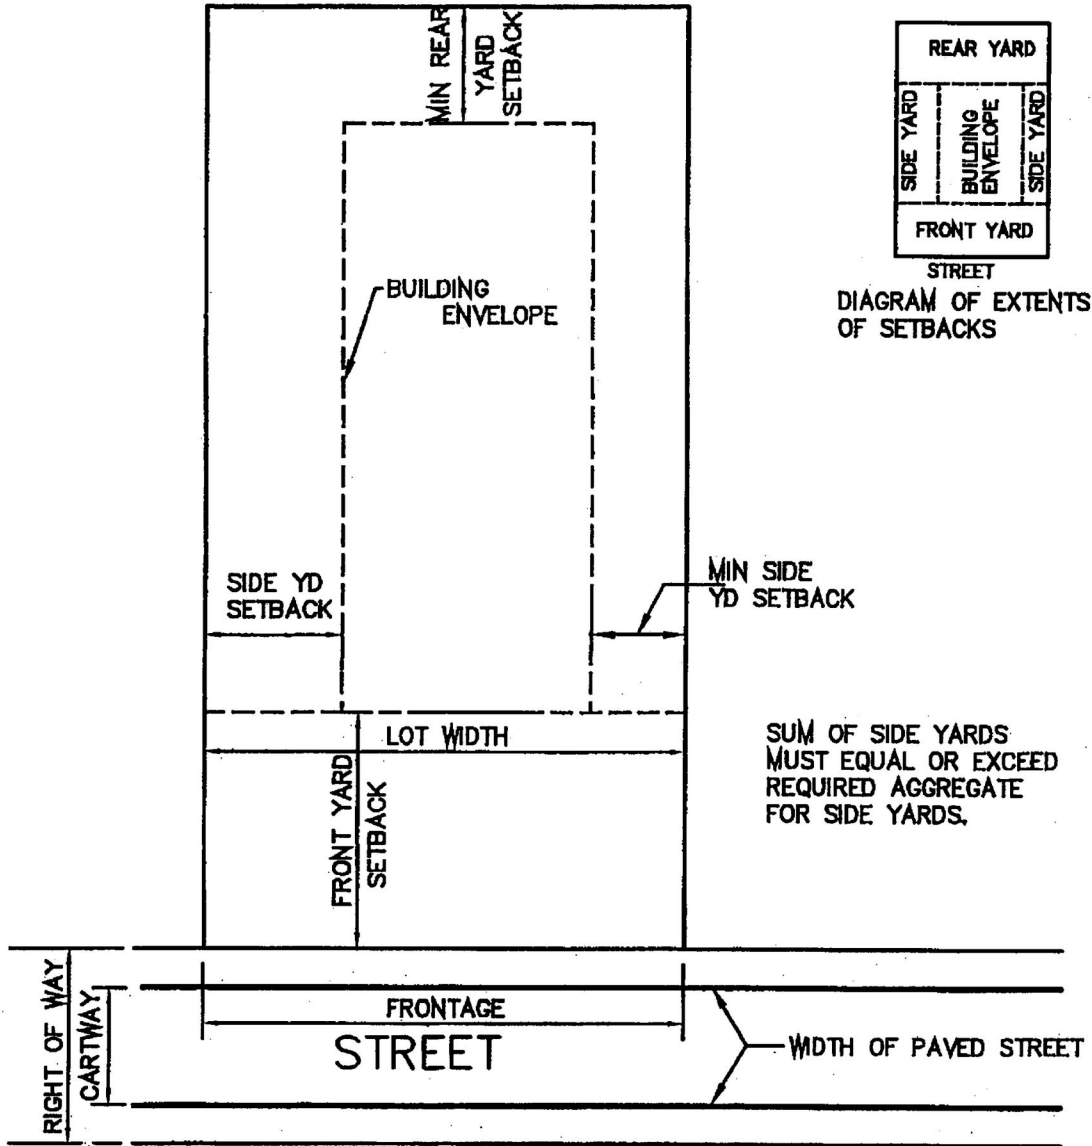 MIN REAR
YARD
SETBACK
REAR YARD
SIDE YARD
BUILDING
ENVELOPE
SIDE YARD
FRONT YARD
STREET
DIAGRAM OF EXTENTS
OF SETBACKS
BUILDING
ENVELOPE
SIDE YD
SETBACK
MIN SIDE
YD SETBACK
LOT WIDTH
FRONT YARD
SETBACK
SUM OF SIDE YARDS
MUST EQUAL OR EXCEED
REQUIRED AGGREGATE
FOR SIDE YARDS.
RIGHT OF WAY
CARTWAY
FRONTAGE
STREET
WIDTH OF PAVED STREET